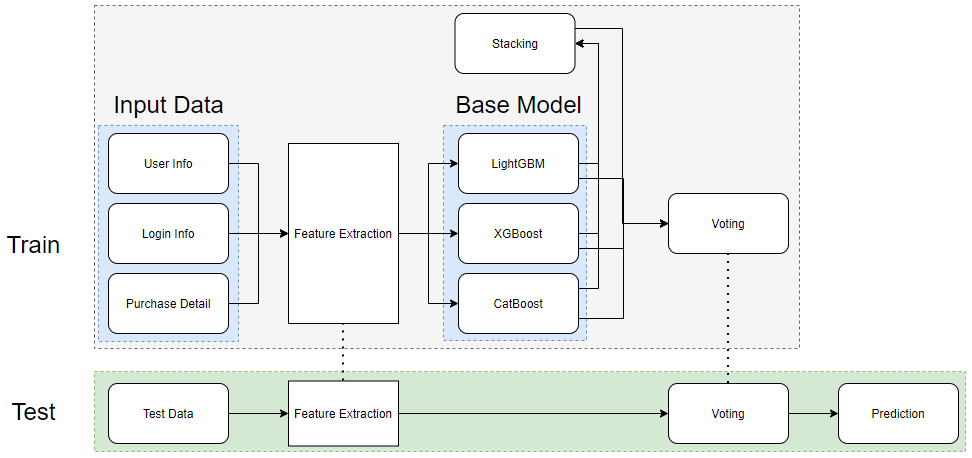 Stacking
Input Data
Base Model
User Info
LightGBM
Train
Login Info
Feature Extraction
XGBoost
Voting
Purchase Detail
CatBoost
Test
Test Data
Feature Extraction
Voting
Prediction